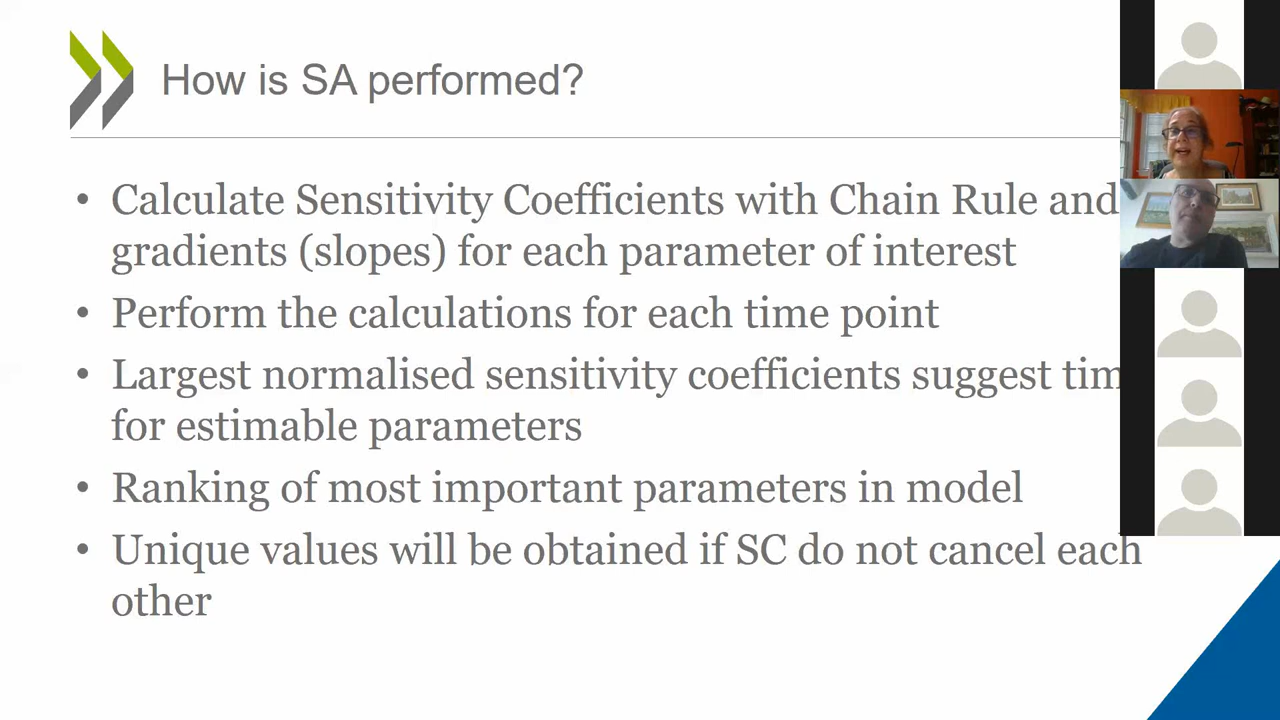 How is SA performed?
• Calculate Sensitivity Coefficients with Chain Rule and
gradients (slopes) for each parameter of interest
• Perform the calculations for each time point
• Largest normalised sensitivity coefficients suggest tim
for estimable parameters
• Ranking of most important parameters in model
• Unique values will be obtained if SC do not cancel each
other